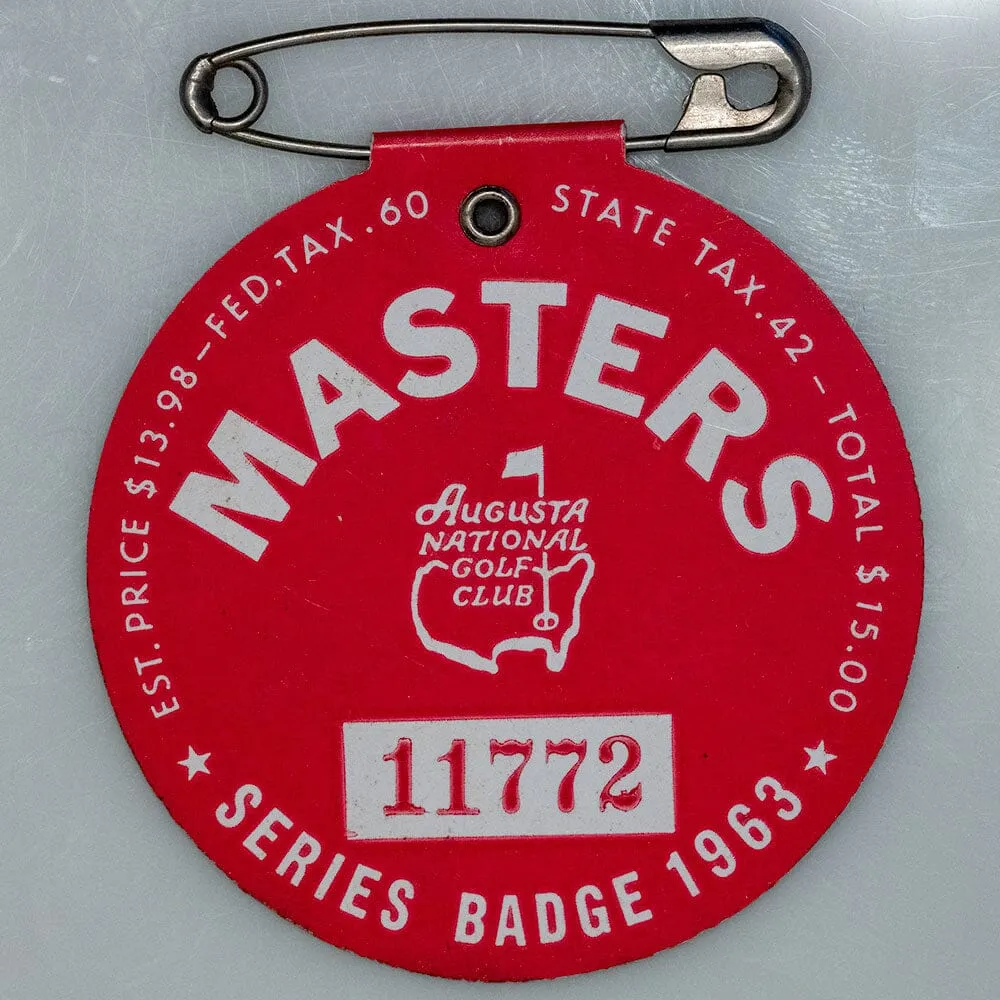 EST. PRICE $13.98–FED.TAX.60 STATE TAX.42–TOTAL $15.00
MASTERS
AUGUSTA
NATIONAL
GOLF
CLUB
11772
★ SERIES BADGE 1963 ★